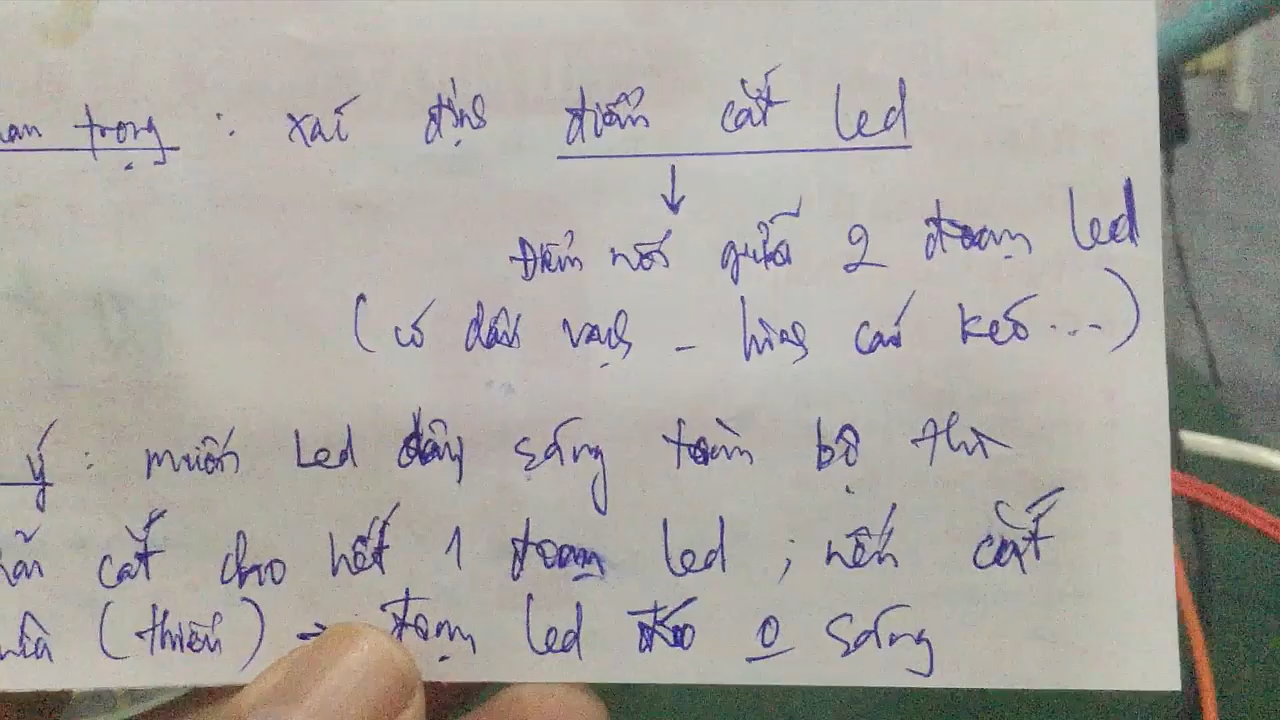 trọng : xác định điểm cắt led
↓
Điểm nối giữa 2 đoạn led
(có dấu vạch - hình cái kéo...)
ý : muốn Led dây sáng toàn bộ thì
cắt cho hết 1 đoạn led ; nếu cắt
(thiếu) → đoạn led đó 0 sáng